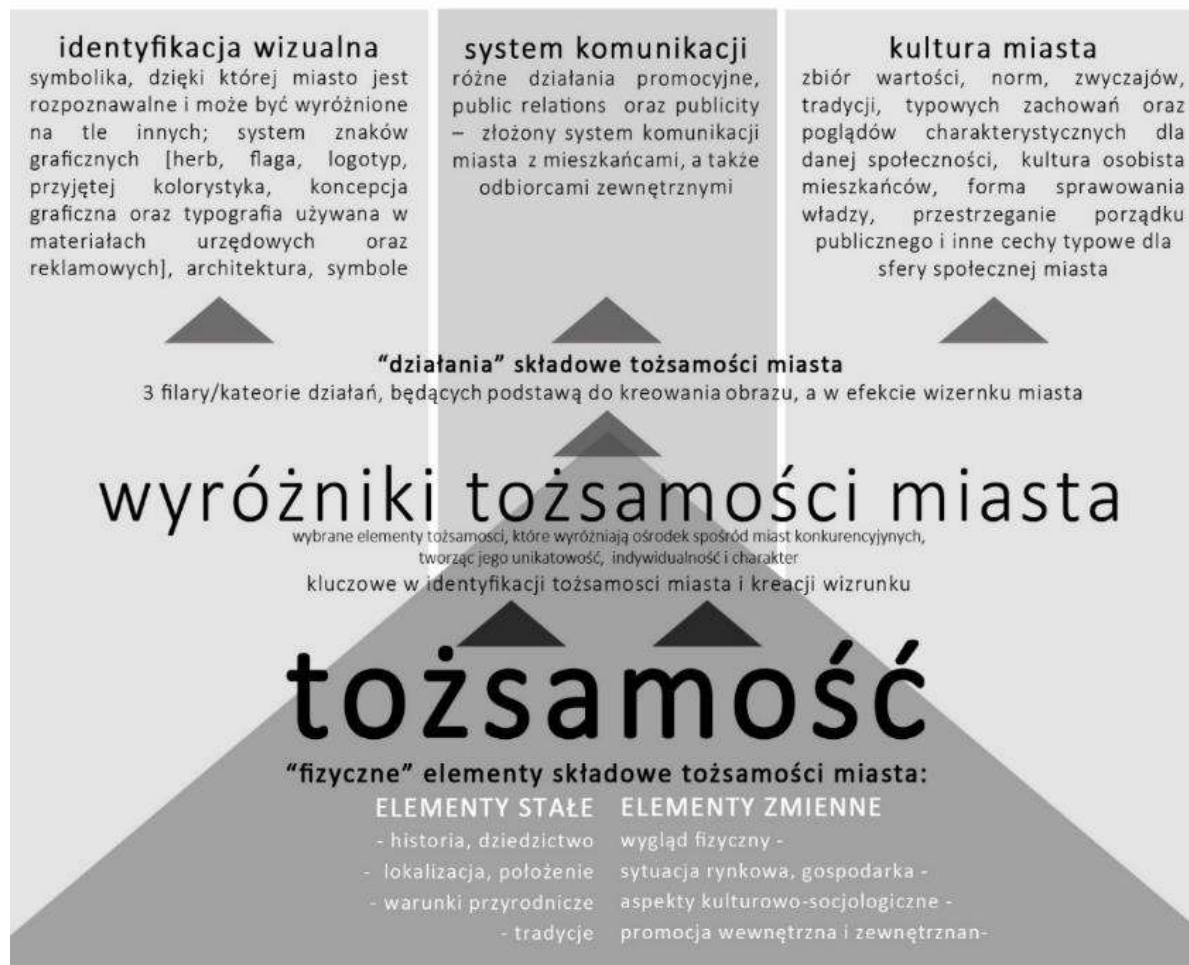 identyfikacja wizualna
symbolika, dzięki której miasto jest
rozpoznawalne i może być wyróżnione
na tle innych; system znaków
graficznych [herb, flaga, logotyp,
przyjętej kolorystyka, koncepcja
graficzna oraz typografia używana w
materiałach urzędowych oraz
reklamowych], architektura, symbole
system komunikacji
różne działania promocyjne,
public relations oraz publicity
– złożony system komunikacji
miasta z mieszkańcami, a także
odbiorcami zewnętrznymi
kultura miasta
zbiór wartości, norm, zwyczajów,
tradycji, typowych zachowań oraz
poglądów charakterystycznych dla
danej społeczności, kultura osobista
mieszkańców, forma sprawowania
władzy, przestrzeganie porządku
publicznego i inne cechy typowe dla
sfery społecznej miasta
“działania” składowe tożsamości miasta
3 filary/kateorie działań, będących podstawą do kreowania obrazu, a w efekcie wizernku miasta
wyróżniki tożsamości miasta
wybrane elementy tożsamosci, które wyróżniają ośrodek spośród miast konkurencyjynych,
tworząc jego unikatowość, indywidualność i charakter
kluczowe w identyfikacji tożsamosci miasta i kreacji wizrunku
tożsamość
“fizyczne” elementy składowe tożsamości miasta:
ELEMENTY STAŁE
- historia, dziedzictwo
- lokalizacja, położenie
- warunki przyrodnicze
- tradycje
ELEMENTY ZMIENNE
wygląd fizyczny -
sytuacja rynkowa, gospodarka -
aspekty kulturowo-socjologiczne -
promocja wewnętrzna i zewnętrznan-